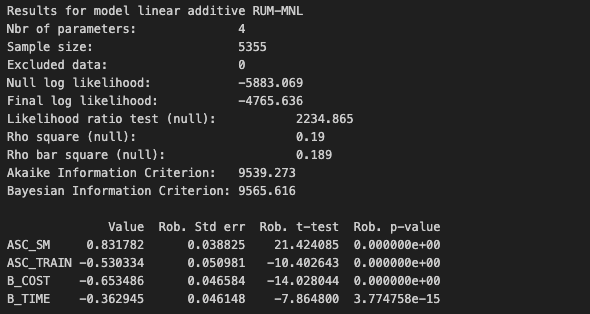 Results for model linear additive RUM-MNL
Nbr of parameters: 4
Sample size: 5355
Excluded data: 0
Null log likelihood: -5883.069
Final log likelihood: -4765.636
Likelihood ratio test (null): 2234.865
Rho square (null): 0.19
Rho bar square (null): 0.189
Akaike Information Criterion: 9539.273
Bayesian Information Criterion: 9565.616
Value Rob. Std err Rob. t-test Rob. p-value
ASC_SM 0.831782 0.038825 21.424085 0.000000e+00
ASC_TRAIN -0.530334 0.050981 -10.402643 0.000000e+00
B_COST -0.653486 0.046584 -14.028044 0.000000e+00
B_TIME -0.362945 0.046148 -7.864800 3.774758e-15